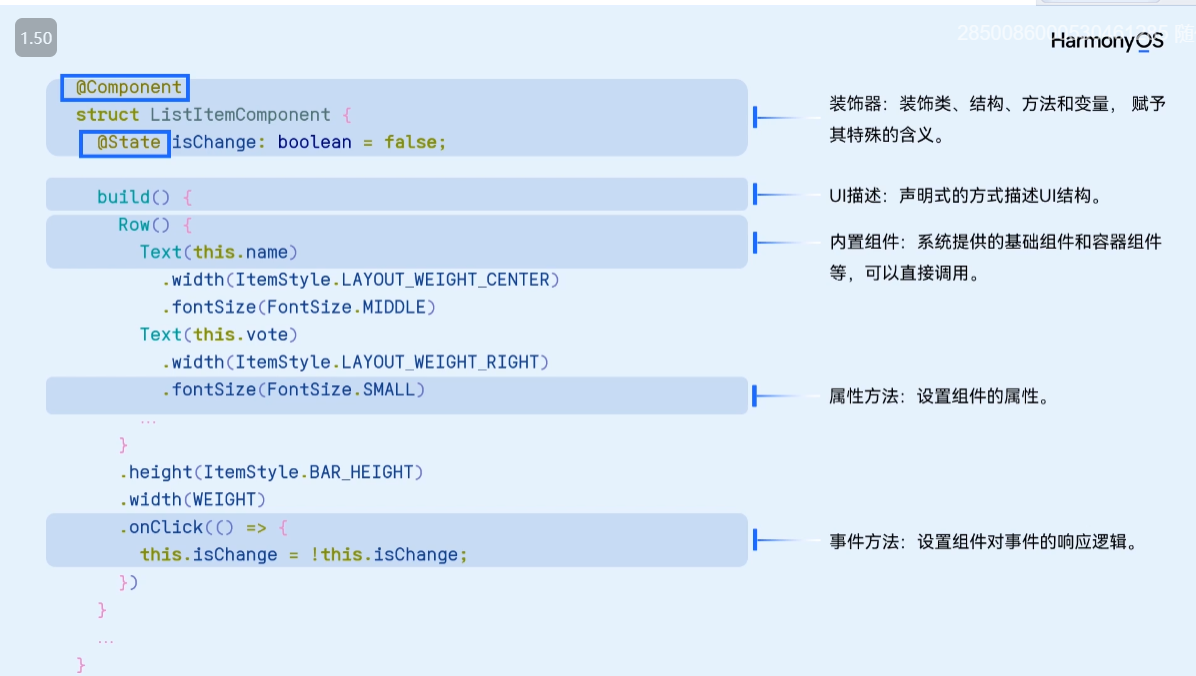 1.50
HarmonyOS
@Component
struct ListItemComponent {
@State isChange: boolean = false;
装饰器：装饰类、结构、方法和变量， 赋予
其特殊的含义。
build() {
UI描述：声明式的方式描述UI结构。
Row() {
Text(this.name)
内置组件：系统提供的基础组件和容器组件
等，可以直接调用。
.width(ItemStyle.LAYOUT_WEIGHT_CENTER)
.fontSize(FontSize.MIDDLE)
Text(this.vote)
.width(ItemStyle.LAYOUT_WEIGHT_RIGHT)
.fontSize(FontSize.SMALL)
属性方法：设置组件的属性。
...
}
.height(ItemStyle.BAR_HEIGHT)
.width(WEIGHT)
.onClick(() => {
this.isChange = !this.isChange;
事件方法：设置组件对事件的响应逻辑。
})
}
...
}